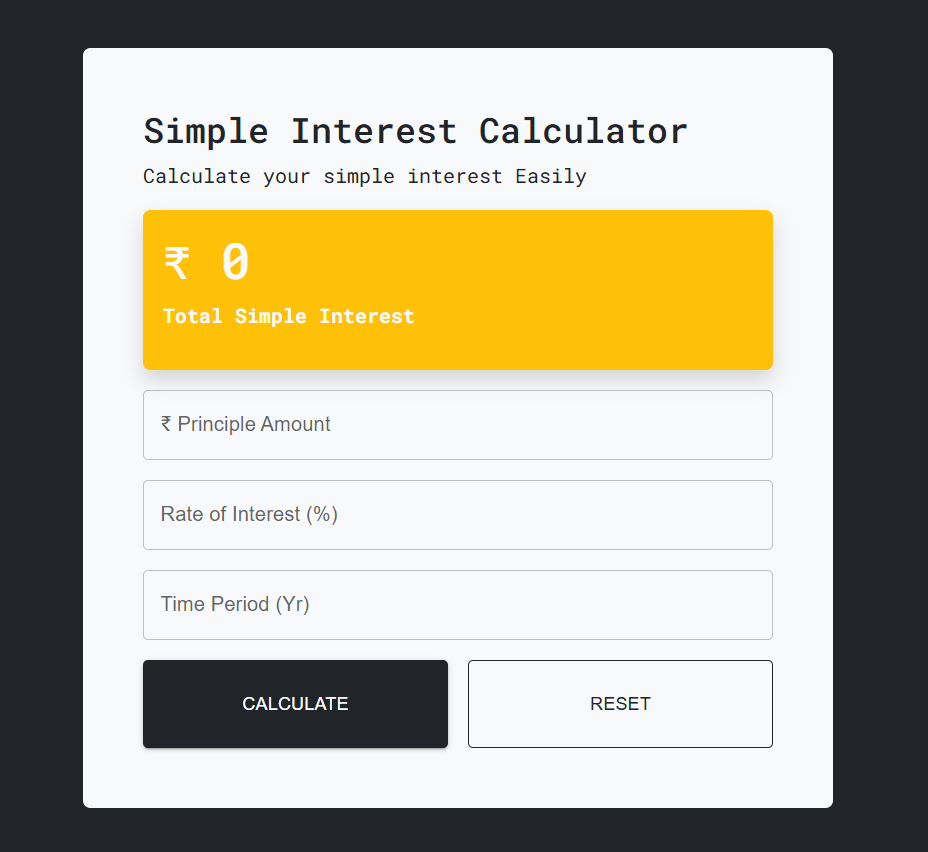 Simple Interest Calculator
Calculate your simple interest Easily
₹ 0
Total Simple Interest
₹ Principle Amount
Rate of Interest (%)
Time Period (Yr)
CALCULATE
RESET